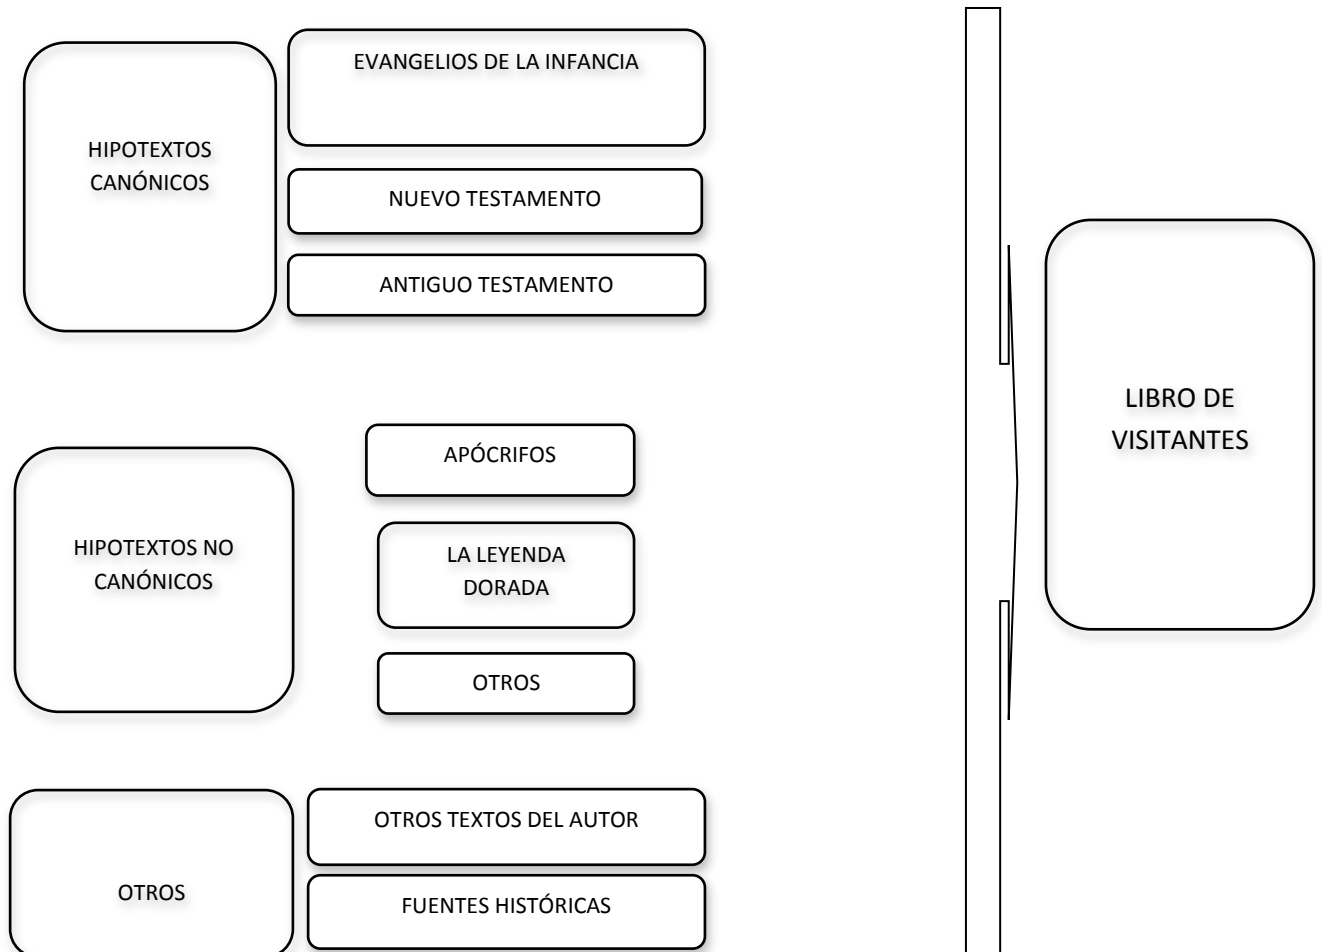 HIPOTEXTOS
CANÓNICOS
EVANGELIOS DE LA INFANCIA
NUEVO TESTAMENTO
ANTIGUO TESTAMENTO
HIPOTEXTOS NO
CANÓNICOS
APÓCRIFOS
LA LEYENDA
DORADA
OTROS
OTROS
OTROS TEXTOS DEL AUTOR
FUENTES HISTÓRICAS
LIBRO DE
VISITANTES